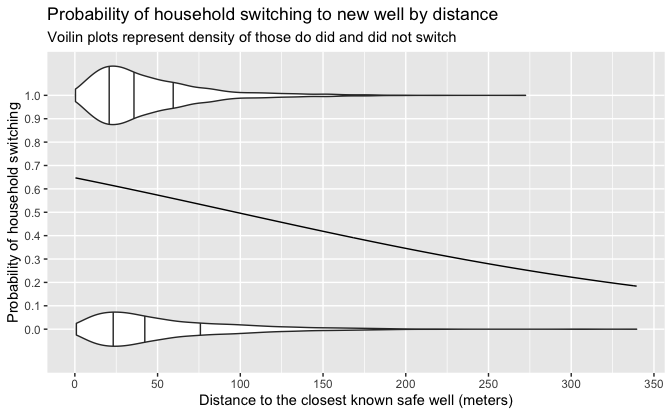 Probability of household switching to new well by distance
Voilin plots represent density of those do did and did not switch
Probability of household switching
1.0
0.9
0.8
0.7
0.6
0.5
0.4
0.3
0.2
0.1
0.0
0 50 100 150 200 250 300 350
Distance to the closest known safe well (meters)